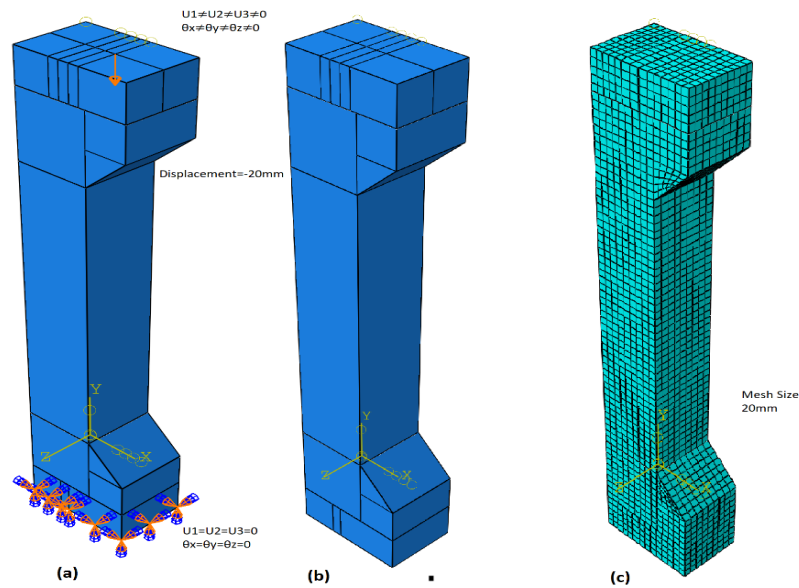 U1≠U2≠U3≠0
θx≠θy≠θz≠0
Displacement=-20mm
Y
Z
X
U1=U2=U3=0
θx=θy=θz=0
(a)
Y
Z
X
(b)
Mesh Size
20mm
Y
Z
X
(c)